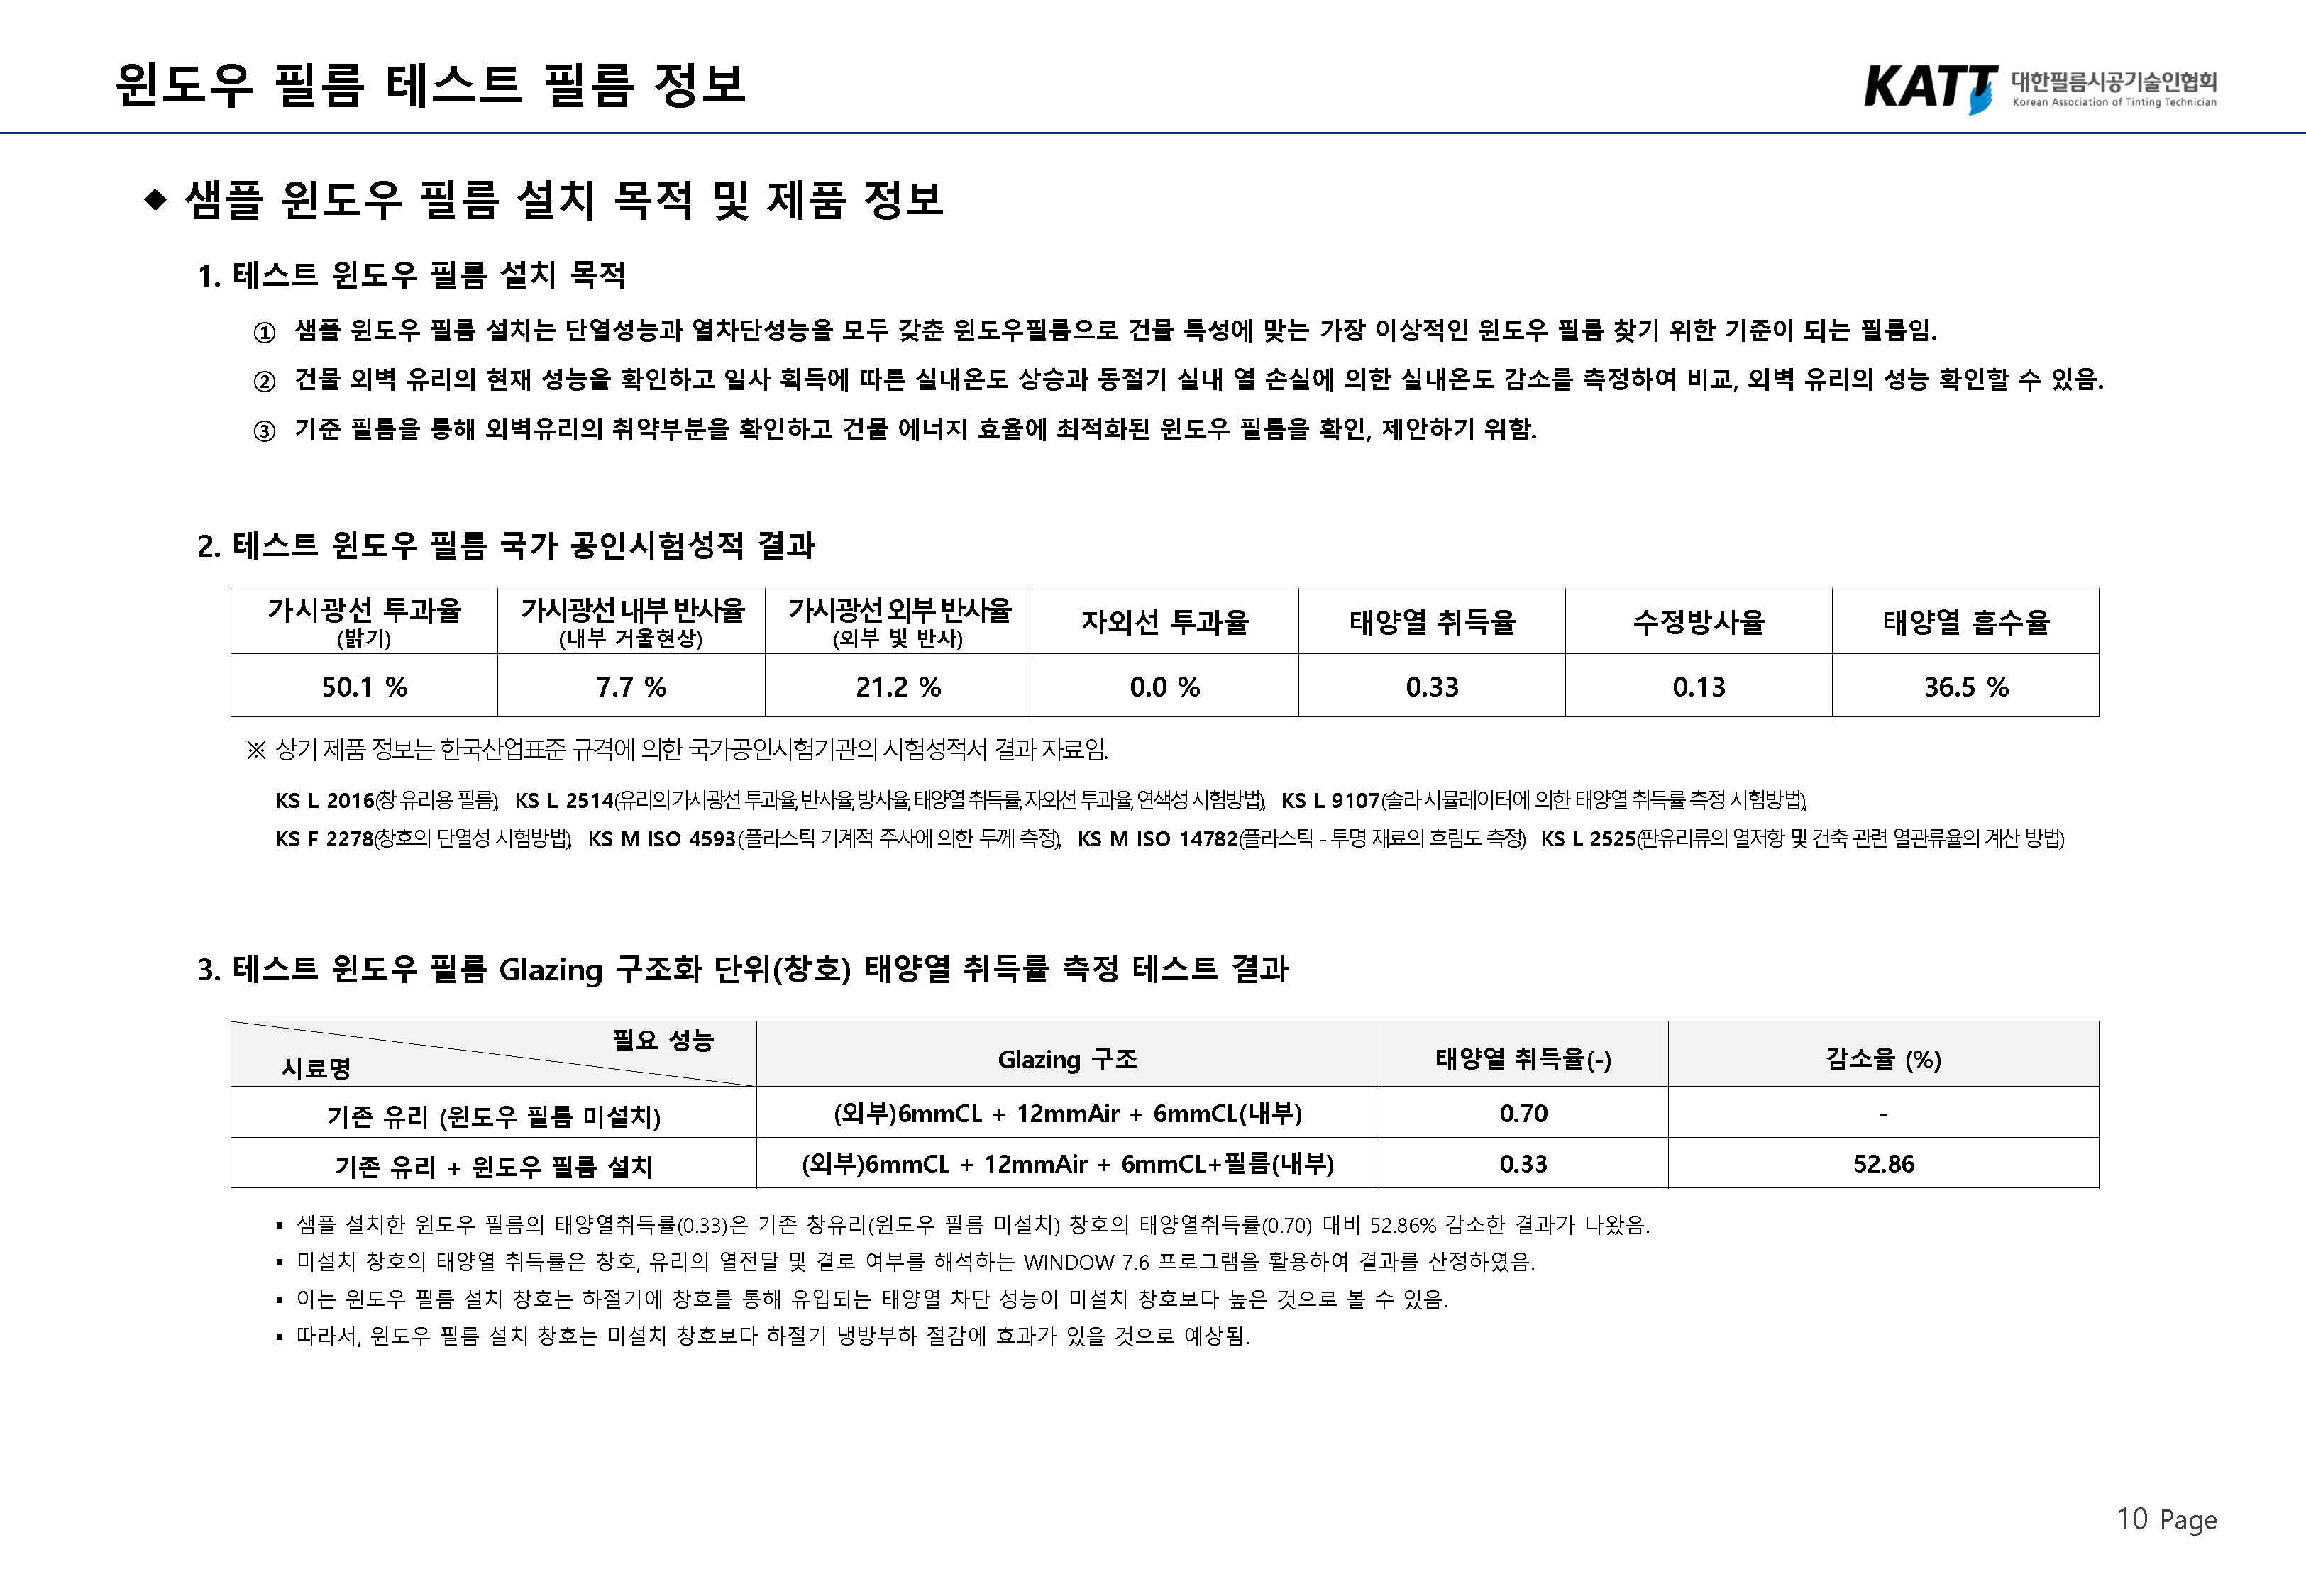 윈도우 필름 테스트 필름 정보
KATT 대한필름시공기술인협회
Korean Association of Tinting Technician
◆ 샘플 윈도우 필름 설치 목적 및 제품 정보
1. 테스트 윈도우 필름 설치 목적
① 샘플 윈도우 필름 설치는 단열성능과 열차단성능을 모두 갖춘 윈도우필름으로 건물 특성에 맞는 가장 이상적인 윈도우 필름 찾기 위한 기준이 되는 필름임.
② 건물 외벽 유리의 현재 성능을 확인하고 일사 획득에 따른 실내온도 상승과 동절기 실내 열 손실에 의한 실내온도 감소를 측정하여 비교, 외벽 유리의 성능 확인할 수 있음.
③ 기준 필름을 통해 외벽유리의 취약부분을 확인하고 건물 에너지 효율에 최적화된 윈도우 필름을 확인, 제안하기 위함.
2. 테스트 윈도우 필름 국가 공인시험성적 결과
가시광선 투과율 (밝기) 가시광선 내부 반사율 (내부 거울현상) 가시광선 외부 반사율 (외부 빛 반사) 자외선 투과율 태양열 취득율 수정방사율 태양열 흡수율
50.1 % 7.7 % 21.2 % 0.0 % 0.33 0.13 36.5 %
※ 상기 제품 정보는 한국산업표준 규격에 의한 국가공인시험기관의 시험성적서 결과 자료임.
KS L 2016(창 유리용 필름), KS L 2514(유리의 가시광선 투과율, 반사율, 방사율, 태양열 취득률, 자외선 투과율, 연색성 시험방법), KS L 9107(솔라 시뮬레이터에 의한 태양열 취득률 측정 시험방법),
KS F 2278(창호의 단열성 시험방법), KS M ISO 4593(플라스틱 기계적 주사에 의한 두께 측정), KS M ISO 14782(플라스틱 - 투명 재료의 흐림도 측정) KS L 2525(판유리류의 열저항 및 건축 관련 열관류율의 계산 방법)
3. 테스트 윈도우 필름 Glazing 구조화 단위(창호) 태양열 취득률 측정 테스트 결과
필요 성능
시료명 Glazing 구조 태양열 취득율(-) 감소율 (%)
기존 유리 (윈도우 필름 미설치) (외부)6mmCL + 12mmAir + 6mmCL(내부) 0.70 -
기존 유리 + 윈도우 필름 설치 (외부)6mmCL + 12mmAir + 6mmCL+필름(내부) 0.33 52.86
▪ 샘플 설치한 윈도우 필름의 태양열취득률(0.33)은 기존 창유리(윈도우 필름 미설치) 창호의 태양열취득률(0.70) 대비 52.86% 감소한 결과가 나왔음.
▪ 미설치 창호의 태양열 취득률은 창호, 유리의 열전달 및 결로 여부를 해석하는 WINDOW 7.6 프로그램을 활용하여 결과를 산정하였음.
▪ 이는 윈도우 필름 설치 창호는 하절기에 창호를 통해 유입되는 태양열 차단 성능이 미설치 창호보다 높은 것으로 볼 수 있음.
▪ 따라서, 윈도우 필름 설치 창호는 미설치 창호보다 하절기 냉방부하 절감에 효과가 있을 것으로 예상됨.
10 Page